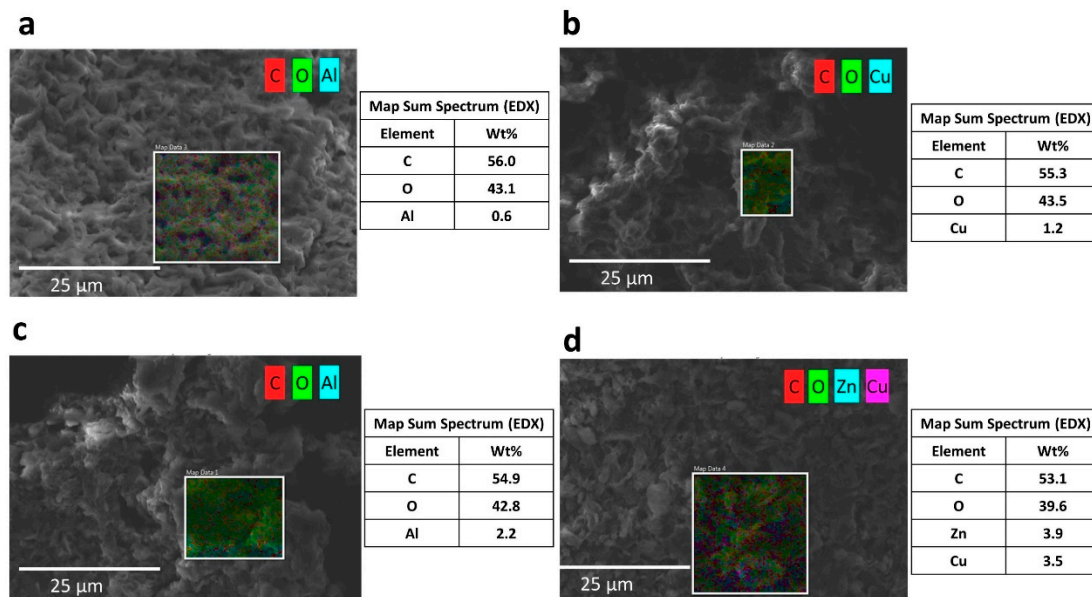 a
C O Al
Map Data 3
25 µm
Map Sum Spectrum (EDX)
Element Wt%
C 56.0
O 43.1
Al 0.6
b
C O Cu
Map Data 2
25 µm
Map Sum Spectrum (EDX)
Element Wt%
C 55.3
O 43.5
Cu 1.2
c
C O Al
Map Data 1
25 µm
Map Sum Spectrum (EDX)
Element Wt%
C 54.9
O 42.8
Al 2.2
d
C O Zn Cu
Map Data 4
25 µm
Map Sum Spectrum (EDX)
Element Wt%
C 53.1
O 39.6
Zn 3.9
Cu 3.5